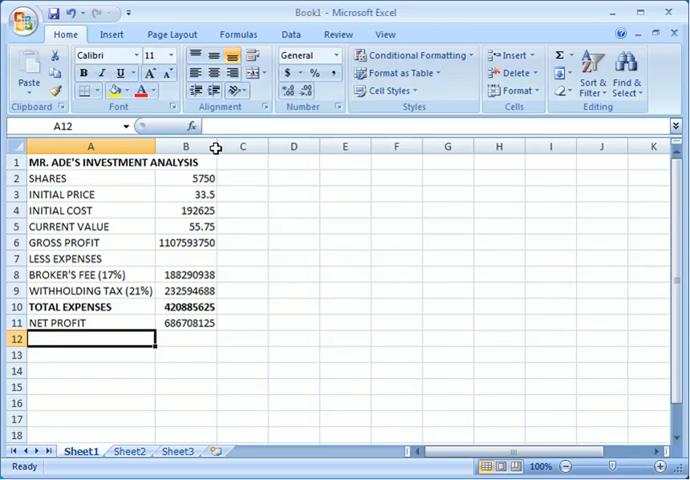 Book1 - Microsoft Excel
Home Insert Page Layout Formulas Data Review View
Paste
Calibri 11
B I U A A
A
General
$ % ,
Conditional Formatting
Format as Table
Cell Styles
Insert
Delete
Format
Σ
Sort & Filter
Find & Select
Clipboard Font Alignment Number Styles Cells Editing
A12 fx
A B C D E F G H I J K
1 MR. ADE'S INVESTMENT ANALYSIS
2 SHARES 5750
3 INITIAL PRICE 33.5
4 INITIAL COST 192625
5 CURRENT VALUE 55.75
6 GROSS PROFIT 1107593750
7 LESS EXPENSES
8 BROKER'S FEE (17%) 188290938
9 WITHHOLDING TAX (21%) 232594688
10 TOTAL EXPENSES 420885625
11 NET PROFIT 686708125
12
13
14
15
16
17
18
Sheet1 Sheet2 Sheet3
Ready 100%